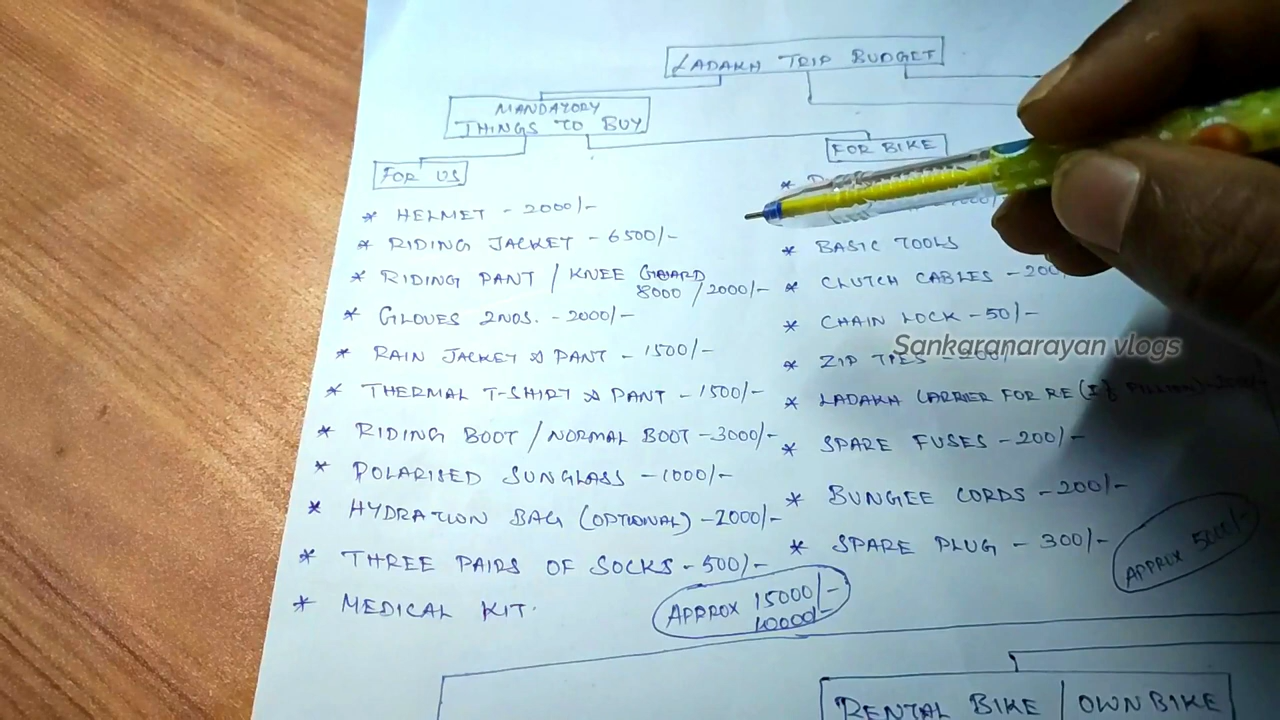 LADAKH TRIP BUDGET
MANDATORY
THINGS TO BUY
FOR US
* HELMET - 2000/-
* RIDING JACKET - 6500/-
* RIDING PANT / KNEE GUARD
8000 / 2000/-
* GLOVES 2NOS. - 2000/-
* RAIN JACKET & PANT - 1500/-
* THERMAL T-SHIRT & PANT - 1500/-
* RIDING BOOT / NORMAL BOOT - 3000/-
* POLARISED SUNGLASS - 1000/-
* HYDRATION BAG (OPTIONAL) - 2000/-
* THREE PAIRS OF SOCKS - 500/-
* MEDICAL KIT.
APPROX 15000/-
FOR BIKE
* BASIC TOOLS
* CLUTCH CABLES - 200/-
* CHAIN LOCK - 50/-
* ZIP TIES
* LADAKH CARRIER FOR RE (If PILLION)
* SPARE FUSES - 200/-
* BUNGEE CORDS - 200/-
* SPARE PLUG - 300/-
APPROX 5000/-
RENTAL BIKE / OWN BIKE
Sankaranarayan vlogs